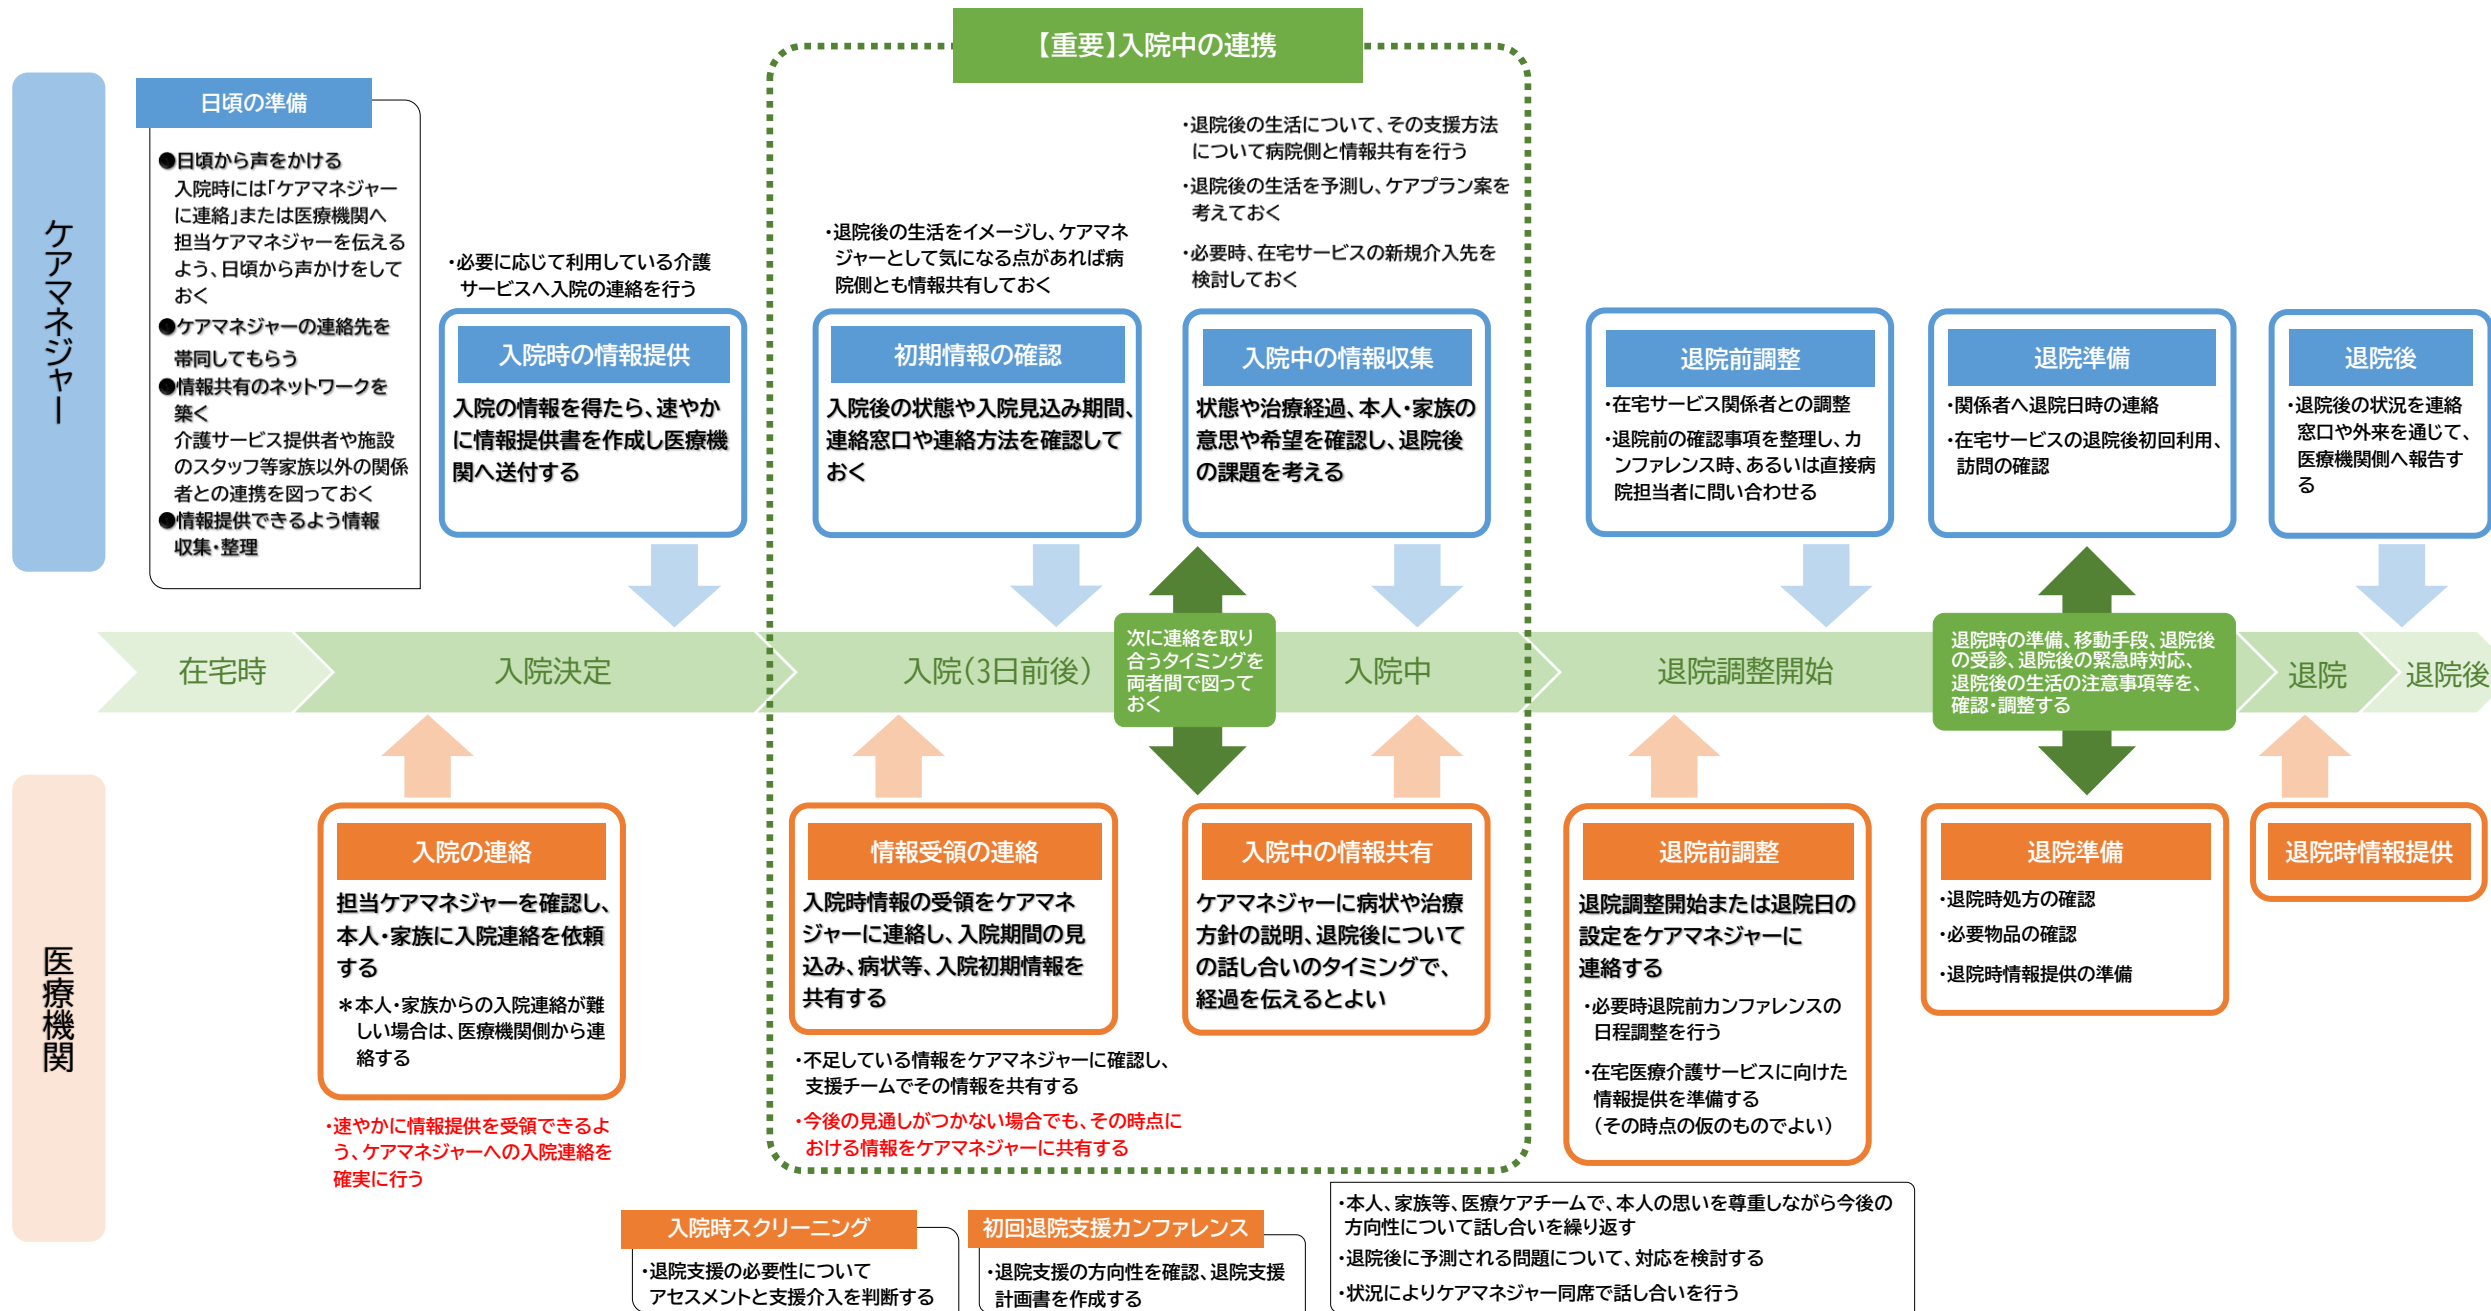 【重要】入院中の連携
ケアマネジャー
日頃の準備
●日頃から声をかける
入院時には「ケアマネジャー
に連絡」または医療機関へ
担当ケアマネジャーを伝える
よう、日頃から声かけをして
おく
●ケアマネジャーの連絡先を
帯同してもらう
●情報共有のネットワークを
築く
介護サービス提供者や施設
のスタッフ等家族以外の関係
者との連携を図っておく
●情報提供できるよう情報
収集・整理
・必要に応じて利用している介護
サービスへ入院の連絡を行う
入院時の情報提供
入院の情報を得たら、速やか
に情報提供書を作成し医療機
関へ送付する
・退院後の生活をイメージし、ケアマネ
ジャーとして気になる点があれば病
院側とも情報共有しておく
初期情報の確認
入院後の状態や入院見込み期間、
連絡窓口や連絡方法を確認して
おく
・退院後の生活について、その支援方法
について病院側と情報共有を行う
・退院後の生活を予測し、ケアプラン案を
考えておく
・必要時、在宅サービスの新規介入先を
検討しておく
入院中の情報収集
状態や治療経過、本人・家族の
意思や希望を確認し、退院後
の課題を考える
退院前調整
・在宅サービス関係者との調整
・退院前の確認事項を整理し、カ
ンファレンス時、あるいは直接病
院担当者に問い合わせる
退院準備
・関係者へ退院日時の連絡
・在宅サービスの退院後初回利用、
訪問の確認
退院後
・退院後の状況を連絡
窓口や外来を通じて、
医療機関側へ報告す
る
在宅時
入院決定
入院(3日前後)
次に連絡を取り
合うタイミングを
両者間で図って
おく
入院中
退院調整開始
退院時の準備、移動手段、退院後
の受診、退院後の緊急時対応、
退院後の生活の注意事項等を、
確認・調整する
退院
退院後
医療機関
入院の連絡
担当ケアマネジャーを確認し、
本人・家族に入院連絡を依頼
する
＊本人・家族からの入院連絡が難
しい場合は、医療機関側から連
絡する
・速やかに情報提供を受領できるよ
う、ケアマネジャーへの入院連絡を
確実に行う
情報受領の連絡
入院時情報の受領をケアマネ
ジャーに連絡し、入院期間の見
込み、病状等、入院初期情報を
共有する
・不足している情報をケアマネジャーに確認し、
支援チームでその情報を共有する
・今後の見通しがつかない場合でも、その時点に
おける情報をケアマネジャーに共有する
入院中の情報共有
ケアマネジャーに病状や治療
方針の説明、退院後について
の話し合いのタイミングで、
経過を伝えるとよい
退院前調整
退院調整開始または退院日の
設定をケアマネジャーに
連絡する
・必要時退院前カンファレンスの
日程調整を行う
・在宅医療介護サービスに向けた
情報提供を準備する
（その時点の仮のものでよい）
退院準備
・退院時処方の確認
・必要物品の確認
・退院時情報提供の準備
退院時情報提供
入院時スクリーニング
・退院支援の必要性について
アセスメントと支援介入を判断する
初回退院支援カンファレンス
・退院支援の方向性を確認、退院支援
計画書を作成する
・本人、家族等、医療ケアチームで、本人の思いを尊重しながら今後の
方向性について話し合いを繰り返す
・退院後に予測される問題について、対応を検討する
・状況によりケアマネジャー同席で話し合いを行う